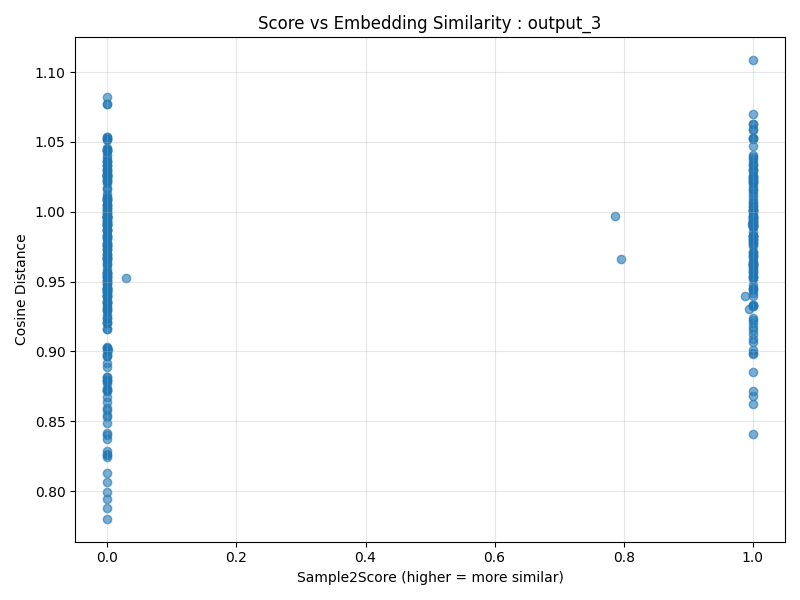 Score vs Embedding Similarity : output_3
Cosine Distance
1.10
1.05
1.00
0.95
0.90
0.85
0.80
0.0 0.2 0.4 0.6 0.8 1.0
Sample2Score (higher = more similar)